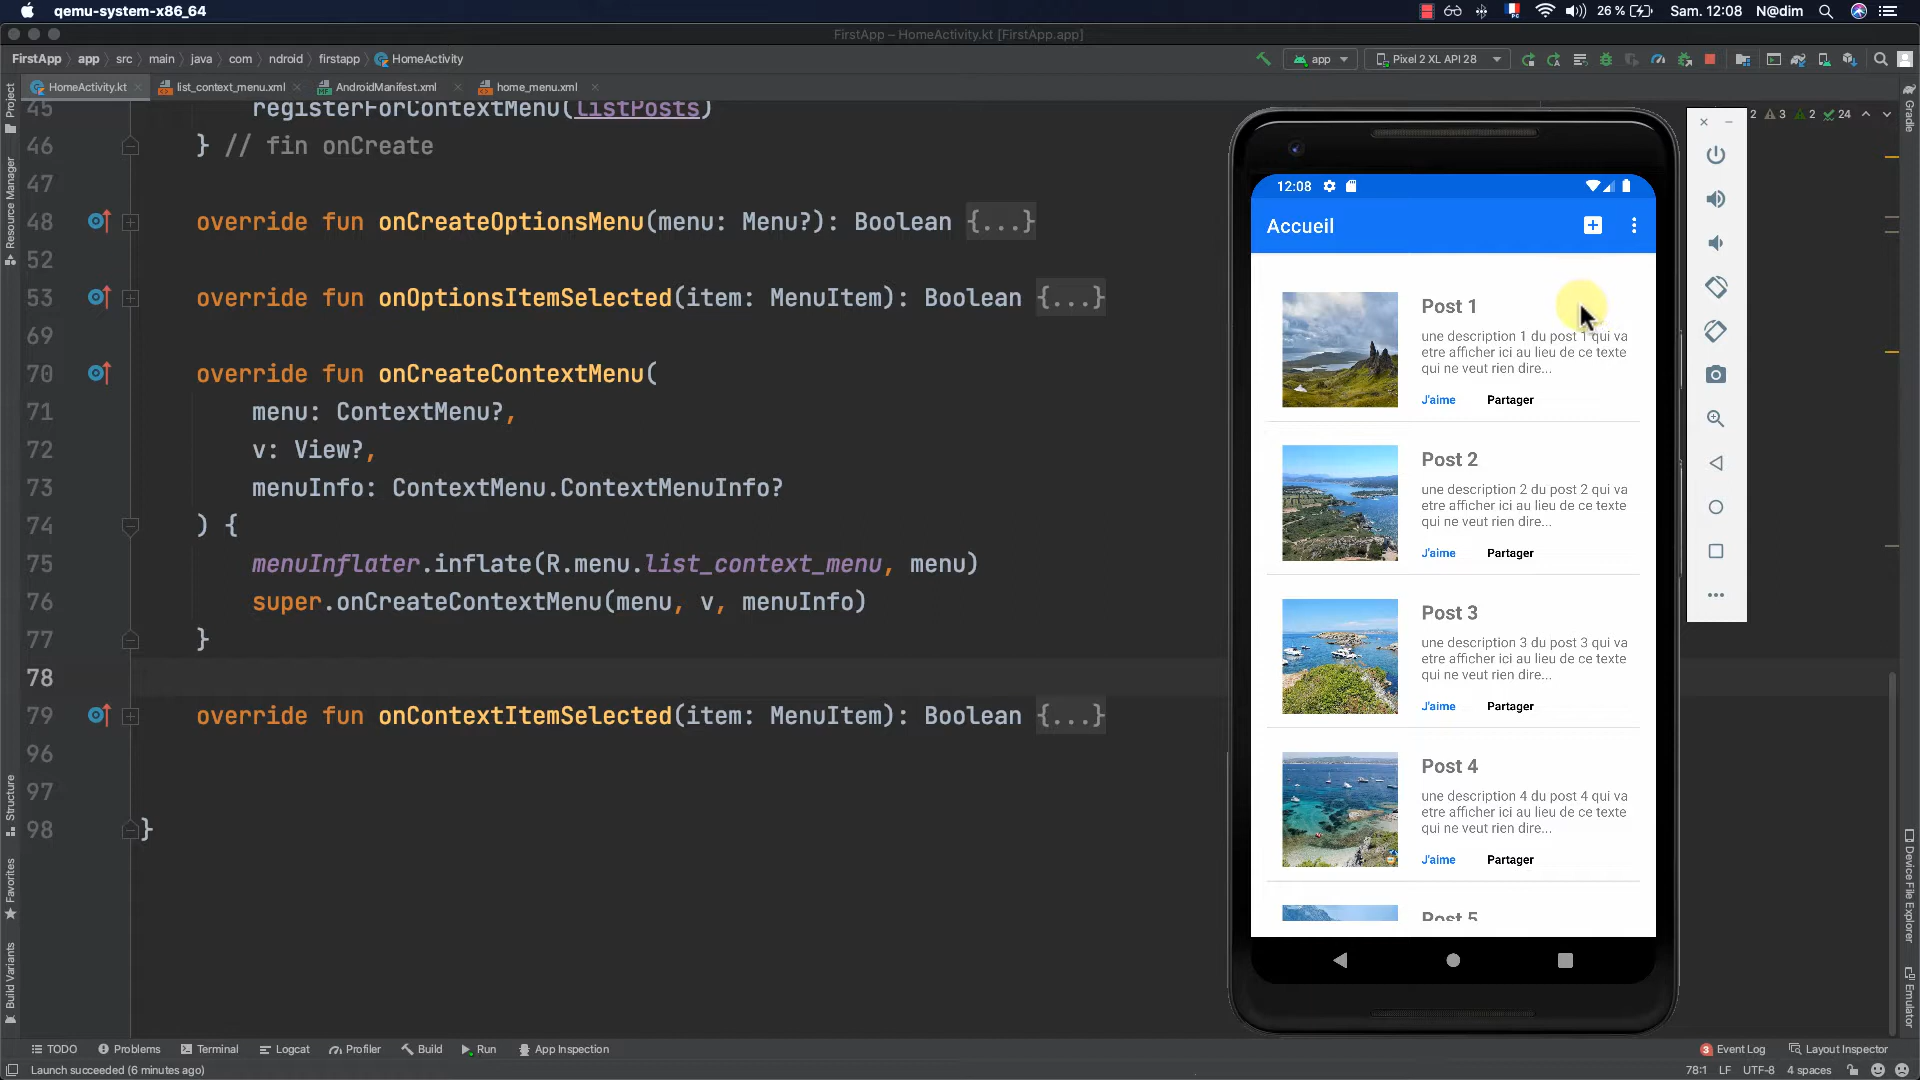 qemu-system-x86_64
26 %
Sam. 12:08
N@dim
FirstApp – HomeActivity.kt [FirstApp.app]
FirstApp
app
src
main
java
com
ndroid
firstapp
HomeActivity
app
Pixel 2 XL API 28
HomeActivity.kt
list_context_menu.xml
AndroidManifest.xml
home_menu.xml
2
3
2
24
Project
Resource Manager
Structure
Favorites
Build Variants
Gradle
Device File Explorer
Emulator
45 registerForContextMenu(listPosts)
46 } // fin onCreate
47
48 override fun onCreateOptionsMenu(menu: Menu?): Boolean {...}
52
53 override fun onOptionsItemSelected(item: MenuItem): Boolean {...}
69
70 override fun onCreateContextMenu(
71 menu: ContextMenu?,
72 v: View?,
73 menuInfo: ContextMenu.ContextMenuInfo?
74 ) {
75 menuInflater.inflate(R.menu.list_context_menu, menu)
76 super.onCreateContextMenu(menu, v, menuInfo)
77 }
78
79 override fun onContextItemSelected(item: MenuItem): Boolean {...}
96
97
98 }
12:08
Accueil
Post 1
une description 1 du post 1 qui va
etre afficher ici au lieu de ce texte
qui ne veut rien dire...
J'aime
Partager
Post 2
une description 2 du post 2 qui va
etre afficher ici au lieu de ce texte
qui ne veut rien dire...
J'aime
Partager
Post 3
une description 3 du post 3 qui va
etre afficher ici au lieu de ce texte
qui ne veut rien dire...
J'aime
Partager
Post 4
une description 4 du post 4 qui va
etre afficher ici au lieu de ce texte
qui ne veut rien dire...
J'aime
Partager
Post 5
TODO
Problems
Terminal
Logcat
Profiler
Build
Run
App Inspection
3 Event Log
Layout Inspector
Launch succeeded (6 minutes ago)
78:1
LF
UTF-8
4 spaces